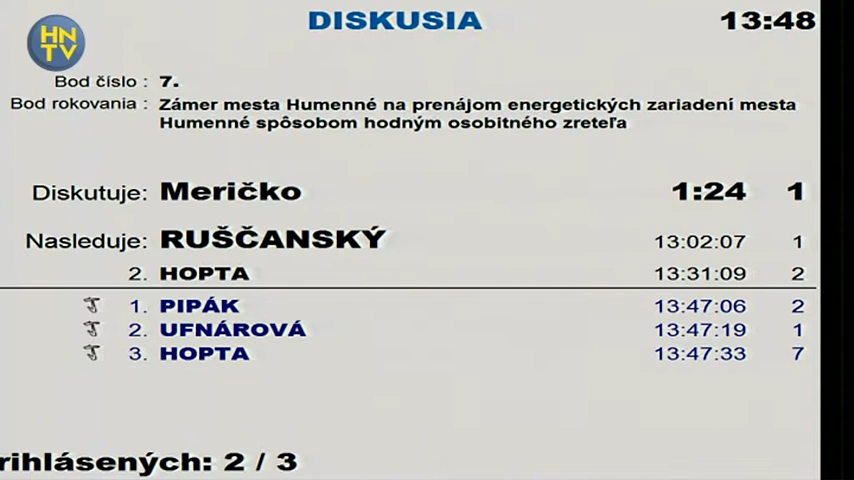 HN
TV
DISKUSIA 13:48
Bod číslo : 7.
Bod rokovania : Zámer mesta Humenné na prenájom energetických zariadení mesta
Humenné spôsobom hodným osobitného zreteľa
Diskutuje: Meričko 1:24 1
Nasleduje: RUŠČANSKÝ 13:02:07 1
2. HOPTA 13:31:09 2
1. PIPÁK 13:47:06 2
2. UFNÁROVÁ 13:47:19 1
3. HOPTA 13:47:33 7
rihlásených: 2 / 3